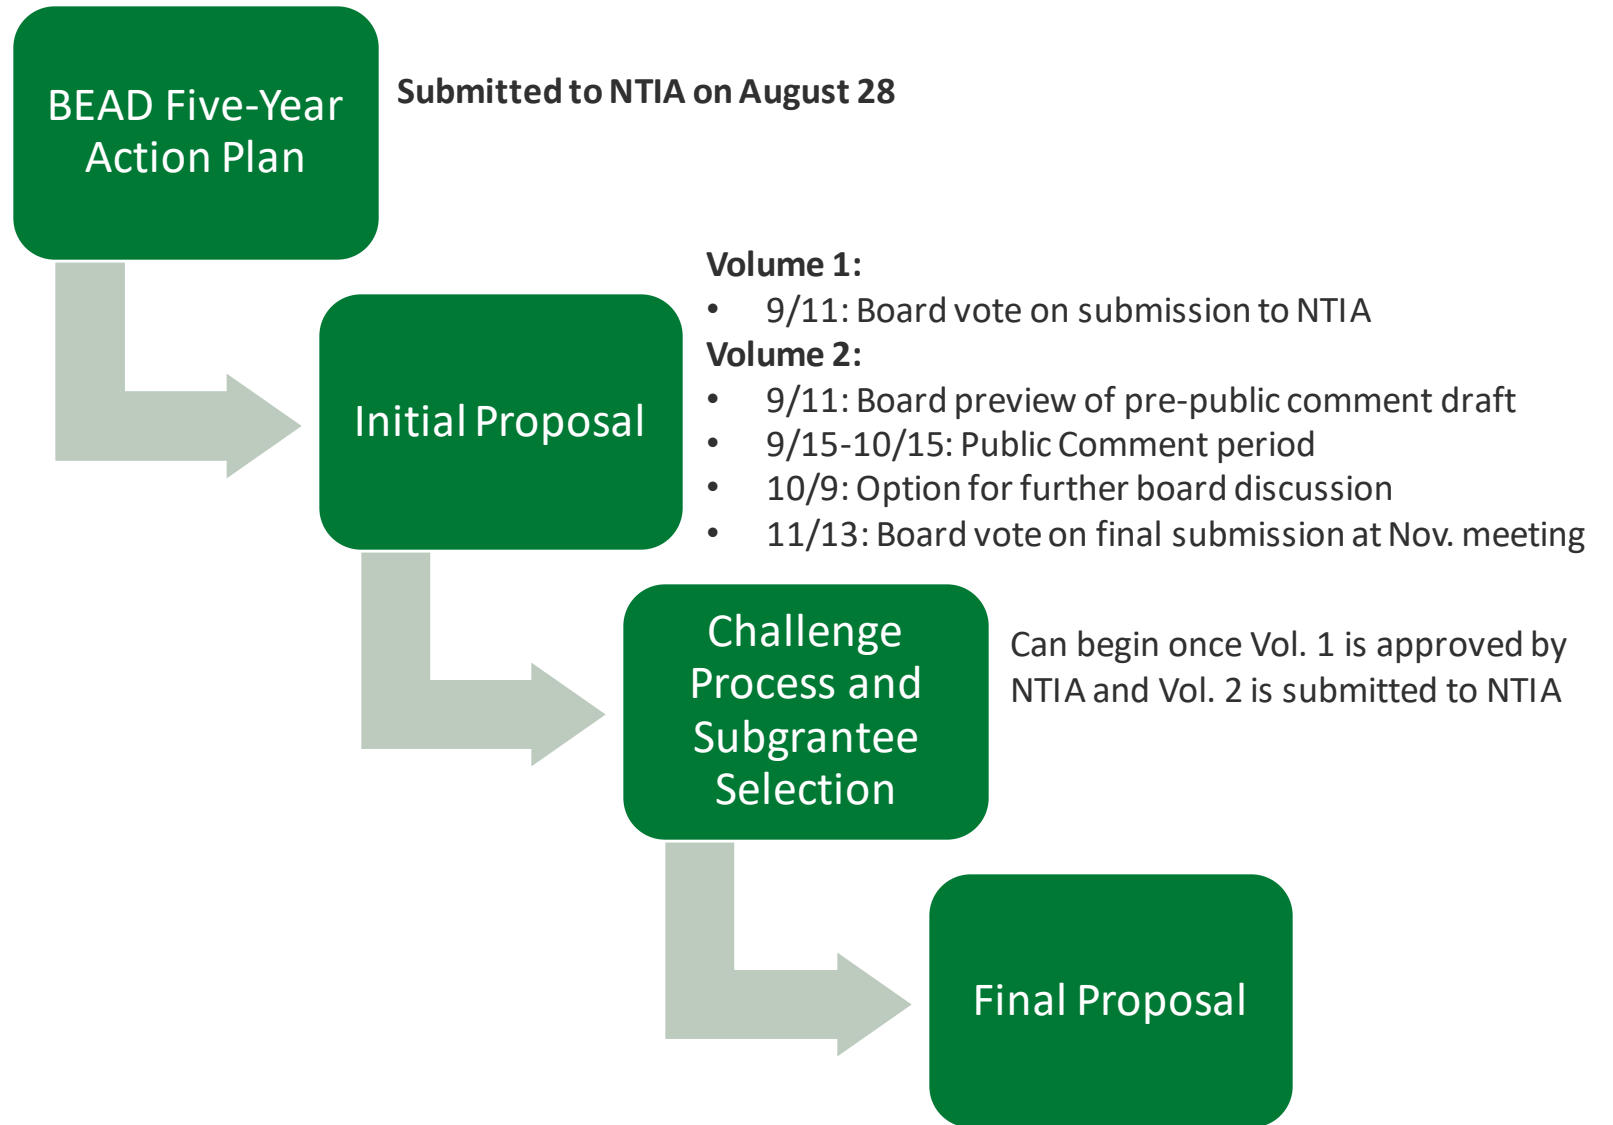 BEAD Five-Year
Action Plan
Submitted to NTIA on August 28
Initial Proposal
Volume 1:
• 9/11: Board vote on submission to NTIA
Volume 2:
• 9/11: Board preview of pre-public comment draft
• 9/15-10/15: Public Comment period
• 10/9: Option for further board discussion
• 11/13: Board vote on final submission at Nov. meeting
Challenge
Process and
Subgrantee
Selection
Can begin once Vol. 1 is approved by
NTIA and Vol. 2 is submitted to NTIA
Final Proposal